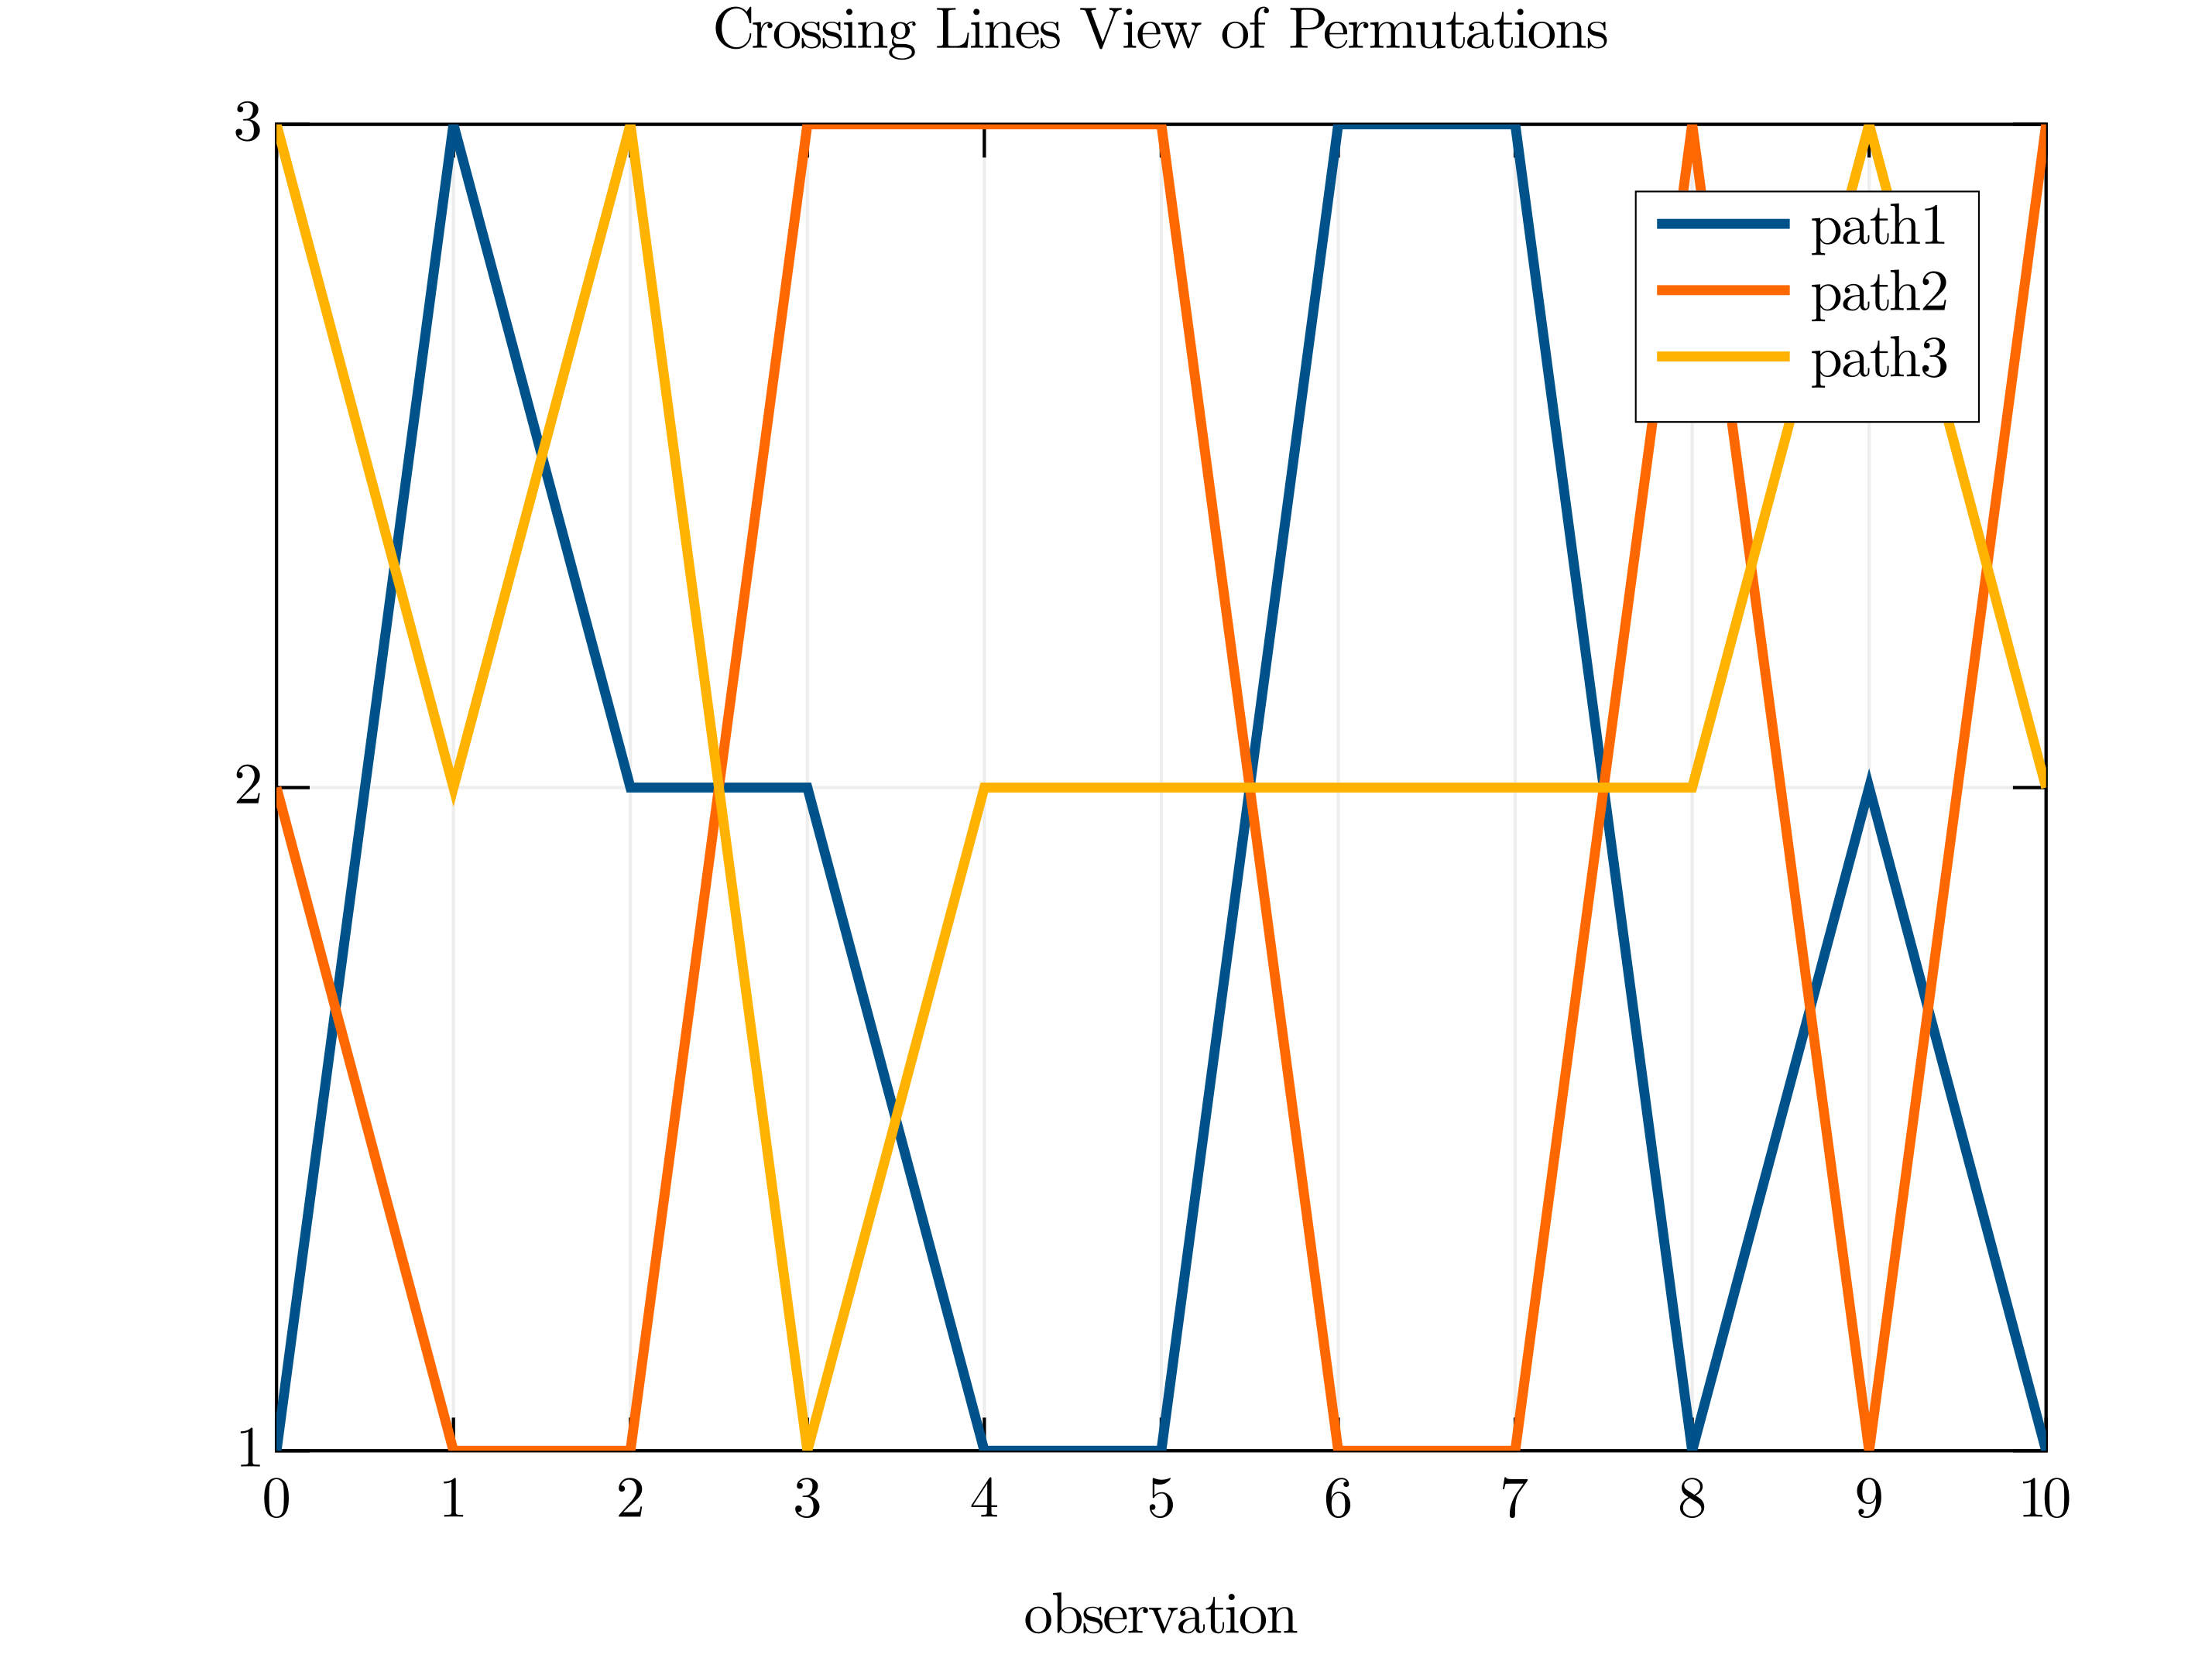 Crossing Lines View of Permutations
3
path1
path2
path3
2
1
0 1 2 3 4 5 6 7 8 9 10
observation